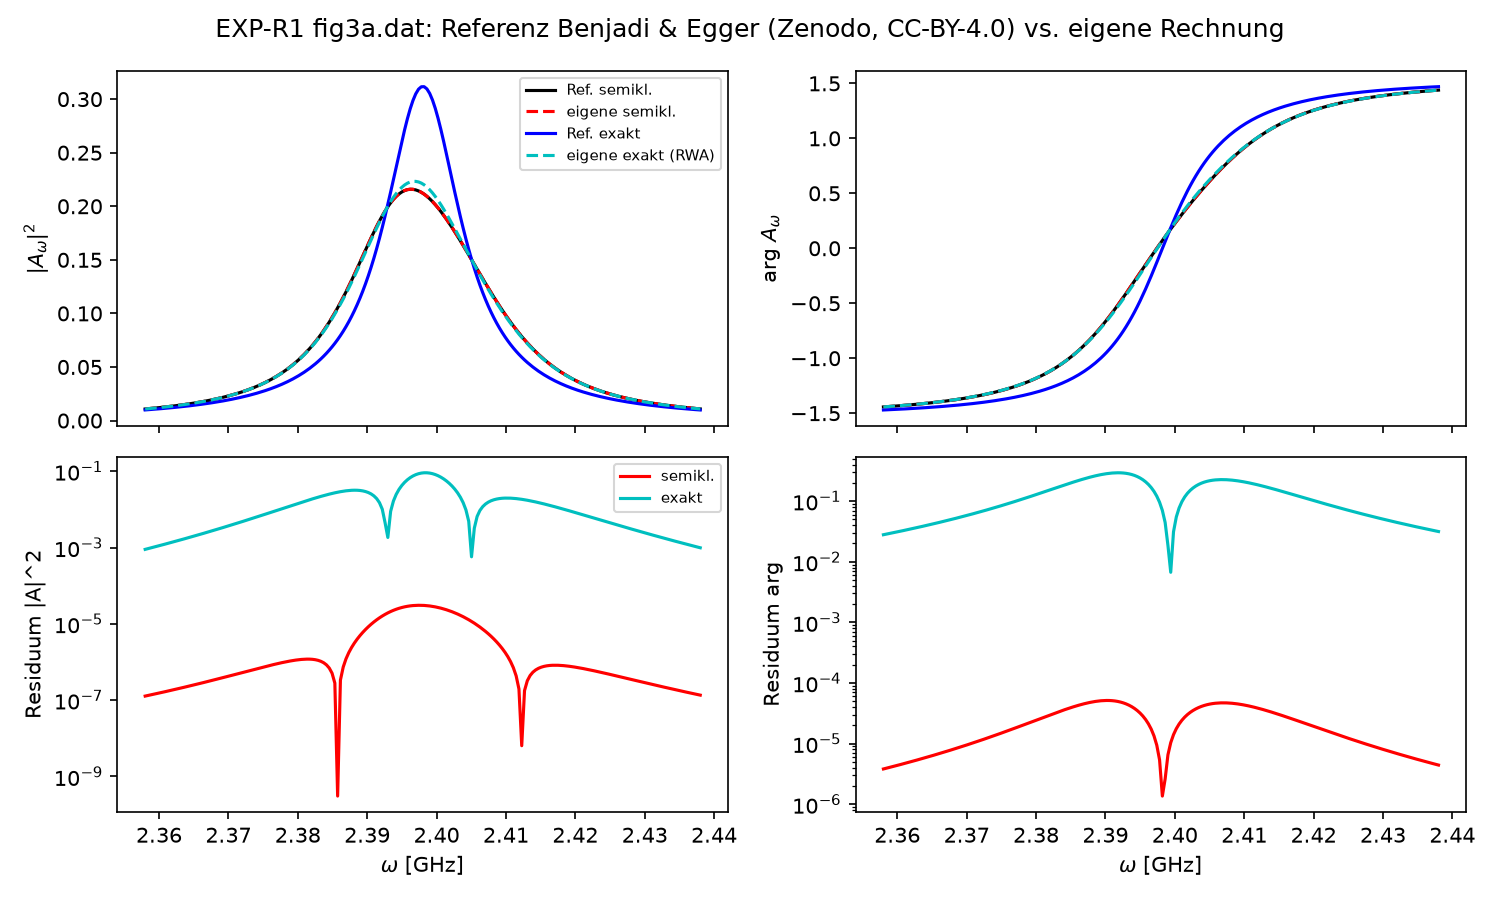 EXP-R1 fig3a.dat: Referenz Benjadi & Egger (Zenodo, CC-BY-4.0) vs. eigene Rechnung
|A_ω|²
0.30
0.25
0.20
0.15
0.10
0.05
0.00
Ref. semikl.
eigene semikl.
Ref. exakt
eigene exakt (RWA)
arg A_ω
1.5
1.0
0.5
0.0
−0.5
−1.0
−1.5
Residuum |A|^2
10⁻¹
10⁻³
10⁻⁵
10⁻⁷
10⁻⁹
semikl.
exakt
2.36 2.37 2.38 2.39 2.40 2.41 2.42 2.43 2.44
ω [GHz]
Residuum arg
10⁻¹
10⁻²
10⁻³
10⁻⁴
10⁻⁵
10⁻⁶
2.36 2.37 2.38 2.39 2.40 2.41 2.42 2.43 2.44
ω [GHz]